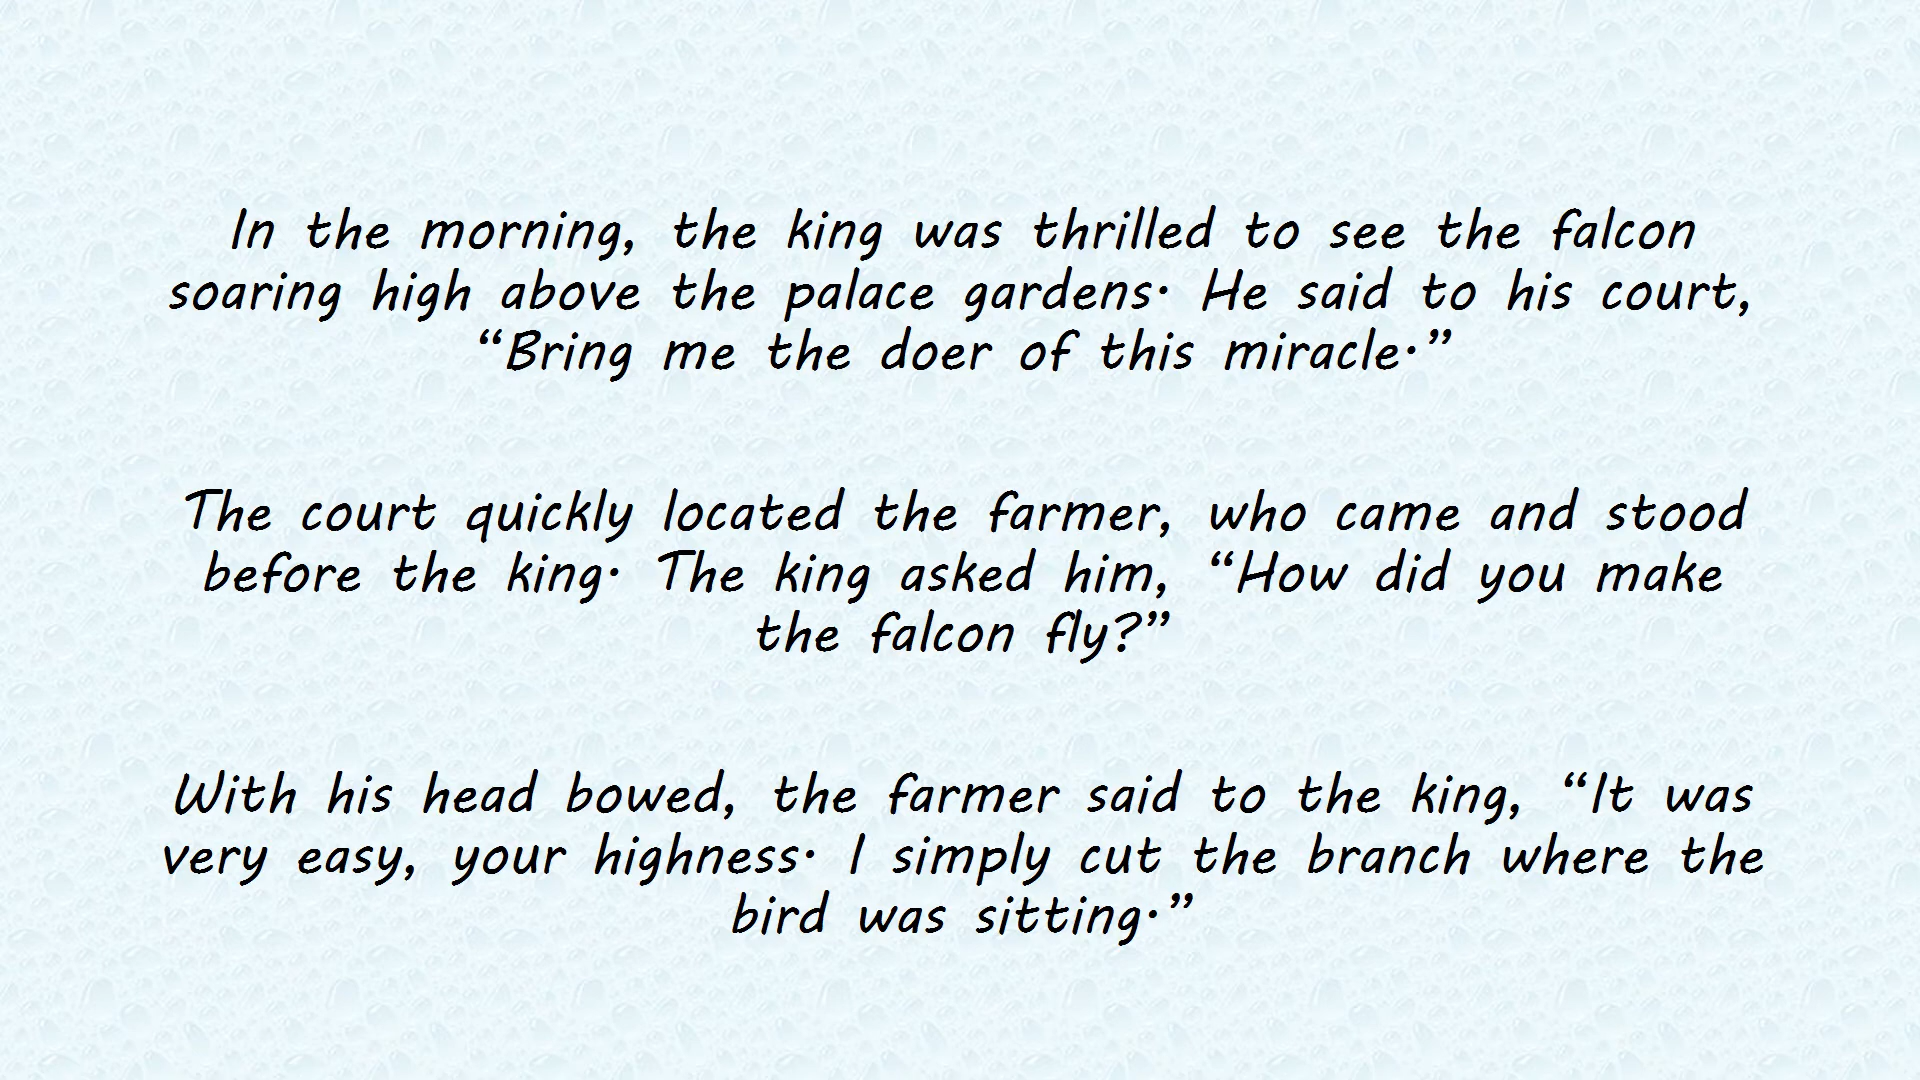 In the morning, the king was thrilled to see the falcon
soaring high above the palace gardens. He said to his court,
“Bring me the doer of this miracle.”
The court quickly located the farmer, who came and stood
before the king. The king asked him, “How did you make
the falcon fly?”
With his head bowed, the farmer said to the king, “It was
very easy, your highness. I simply cut the branch where the
bird was sitting.”